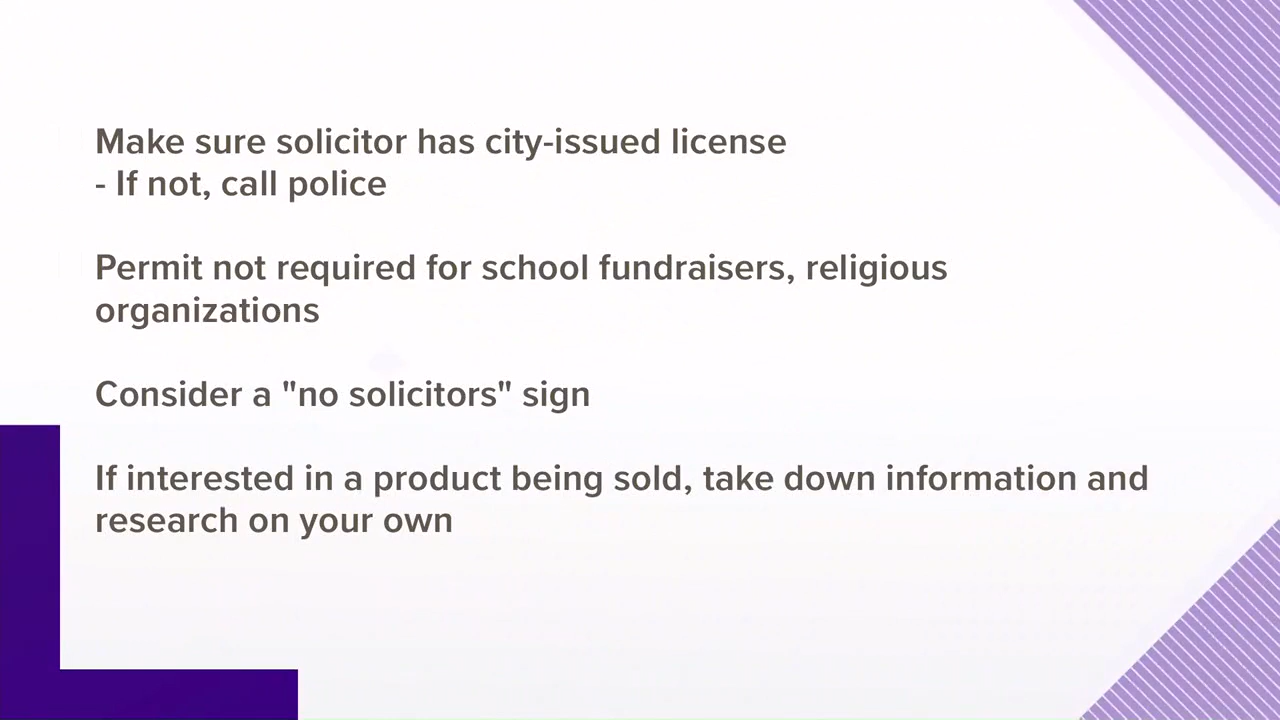 Make sure solicitor has city-issued license
- If not, call police
Permit not required for school fundraisers, religious
organizations
Consider a "no solicitors" sign
If interested in a product being sold, take down information and
research on your own